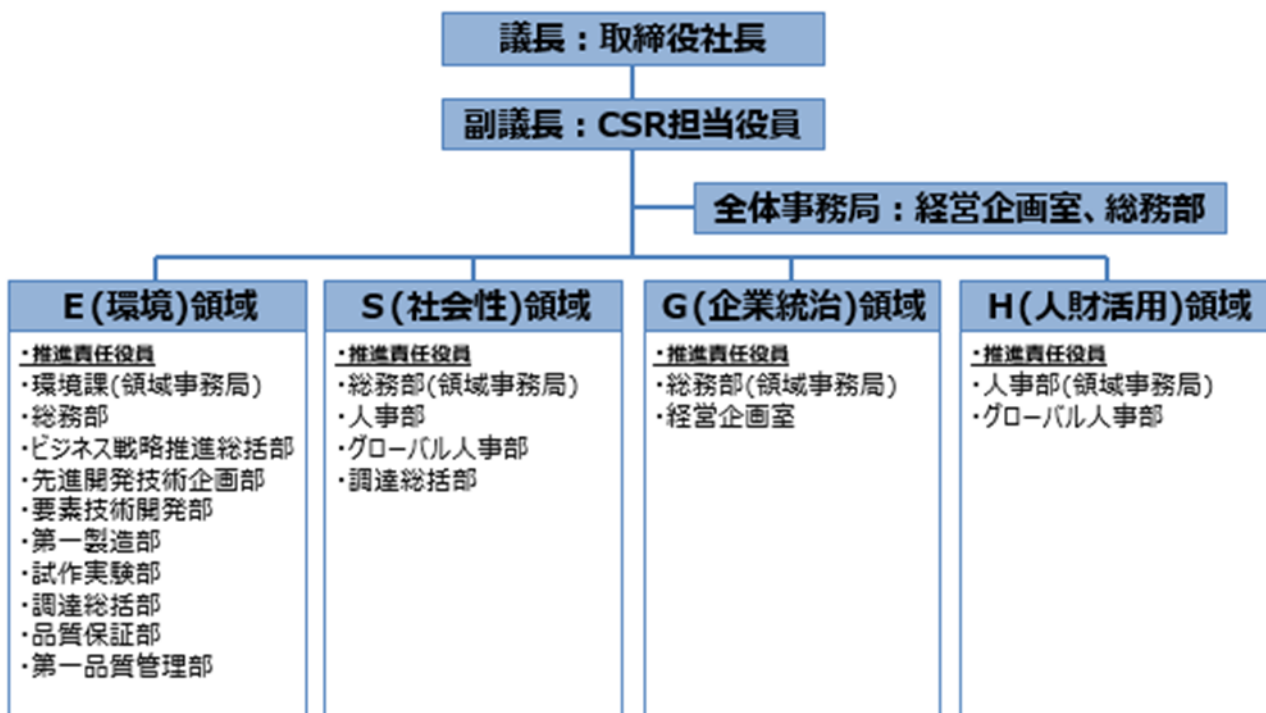 議長：取締役社長
副議長：CSR担当役員
全体事務局：経営企画室、総務部
E(環境)領域
・推進責任役員
・環境課(領域事務局)
・総務部
・ビジネス戦略推進総括部
・先進開発技術企画部
・要素技術開発部
・第一製造部
・試作実験部
・調達総括部
・品質保証部
・第一品質管理部
S(社会性)領域
・推進責任役員
・総務部(領域事務局)
・人事部
・グローバル人事部
・調達総括部
G(企業統治)領域
・推進責任役員
・総務部(領域事務局)
・経営企画室
H(人財活用)領域
・推進責任役員
・人事部(領域事務局)
・グローバル人事部